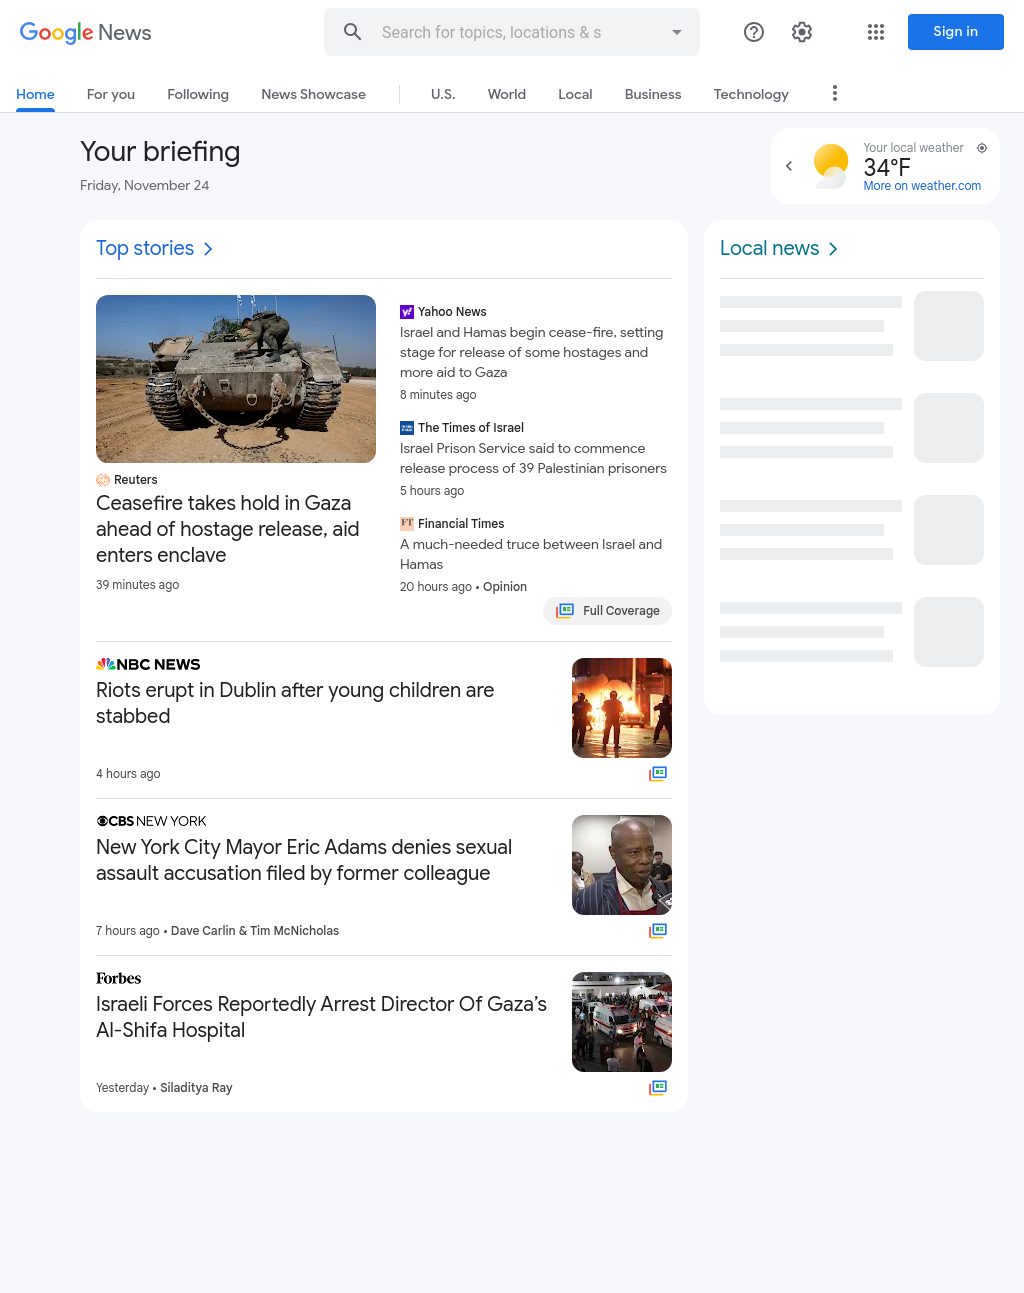 Google News
Search for topics, locations & s
Sign in
Home
For you
Following
News Showcase
U.S.
World
Local
Business
Technology
Your briefing
Friday, November 24
Your local weather
34°F
More on weather.com
Top stories
Reuters
Ceasefire takes hold in Gaza
ahead of hostage release, aid
enters enclave
39 minutes ago
Yahoo News
Israel and Hamas begin cease-fire, setting
stage for release of some hostages and
more aid to Gaza
8 minutes ago
The Times of Israel
Israel Prison Service said to commence
release process of 39 Palestinian prisoners
5 hours ago
FT Financial Times
A much-needed truce between Israel and
Hamas
20 hours ago • Opinion
Full Coverage
NBC NEWS
Riots erupt in Dublin after young children are
stabbed
4 hours ago
CBS NEW YORK
New York City Mayor Eric Adams denies sexual
assault accusation filed by former colleague
7 hours ago • Dave Carlin & Tim McNicholas
Forbes
Israeli Forces Reportedly Arrest Director Of Gaza’s
Al-Shifa Hospital
Yesterday • Siladitya Ray
Local news